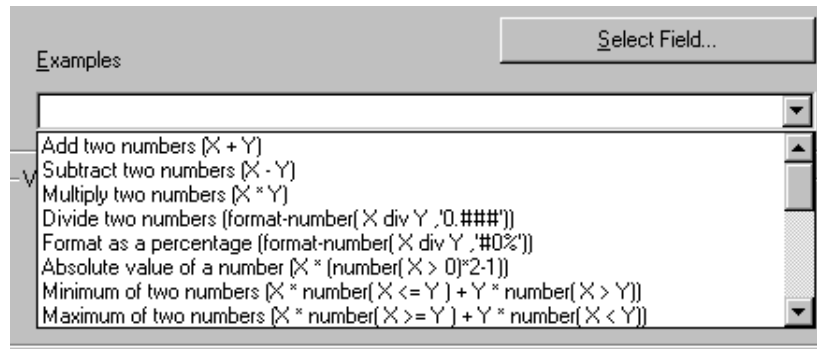 Select Field...
Examples
Add two numbers (X + Y)
Subtract two numbers (X - Y)
V
Multiply two numbers (X * Y)
Divide two numbers (format-number( X div Y ,'0.###'))
Format as a percentage (format-number( X div Y ,'#0%'))
Absolute value of a number (X * (number( X > 0)*2-1))
Minimum of two numbers (X * number( X <= Y ) + Y * number( X > Y))
Maximum of two numbers (X * number( X >= Y ) + Y * number( X < Y))